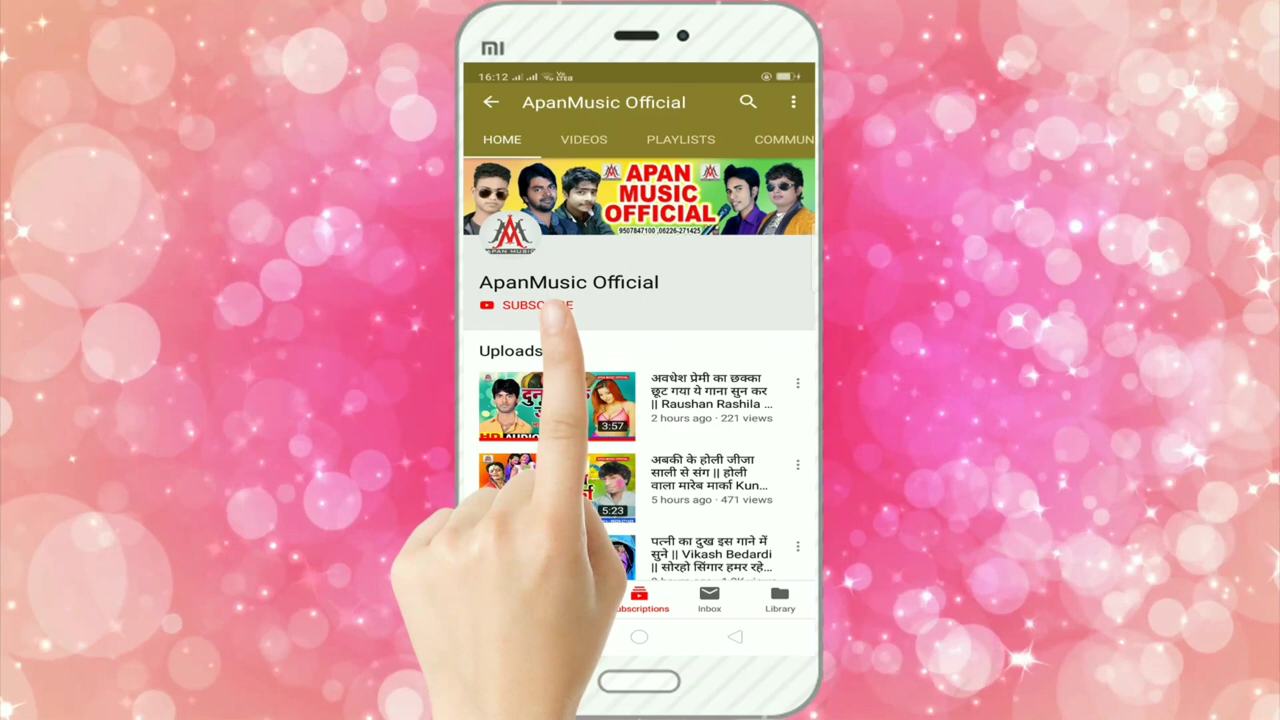 mi
16:12
ApanMusic Official
HOME VIDEOS PLAYLISTS COMMUN
APAN
MUSIC
OFFICIAL
9507847100 ,06226-271425
APAN MUSIC
ApanMusic Official
Uploads
अवधेश प्रेमी का छक्का
छूट गया ये गाना सुन कर
|| Raushan Rashila ...
2 hours ago · 221 views
3:57
अबकी के होली जीजा
साली से संग || होली
वाला मारेब मार्का Kun...
5 hours ago · 471 views
5:23
पत्नी का दुख इस गाने में
सुने || Vikash Bedardi
|| सोरहो सिंगार हमर रहे...
ubscriptions Inbox Library